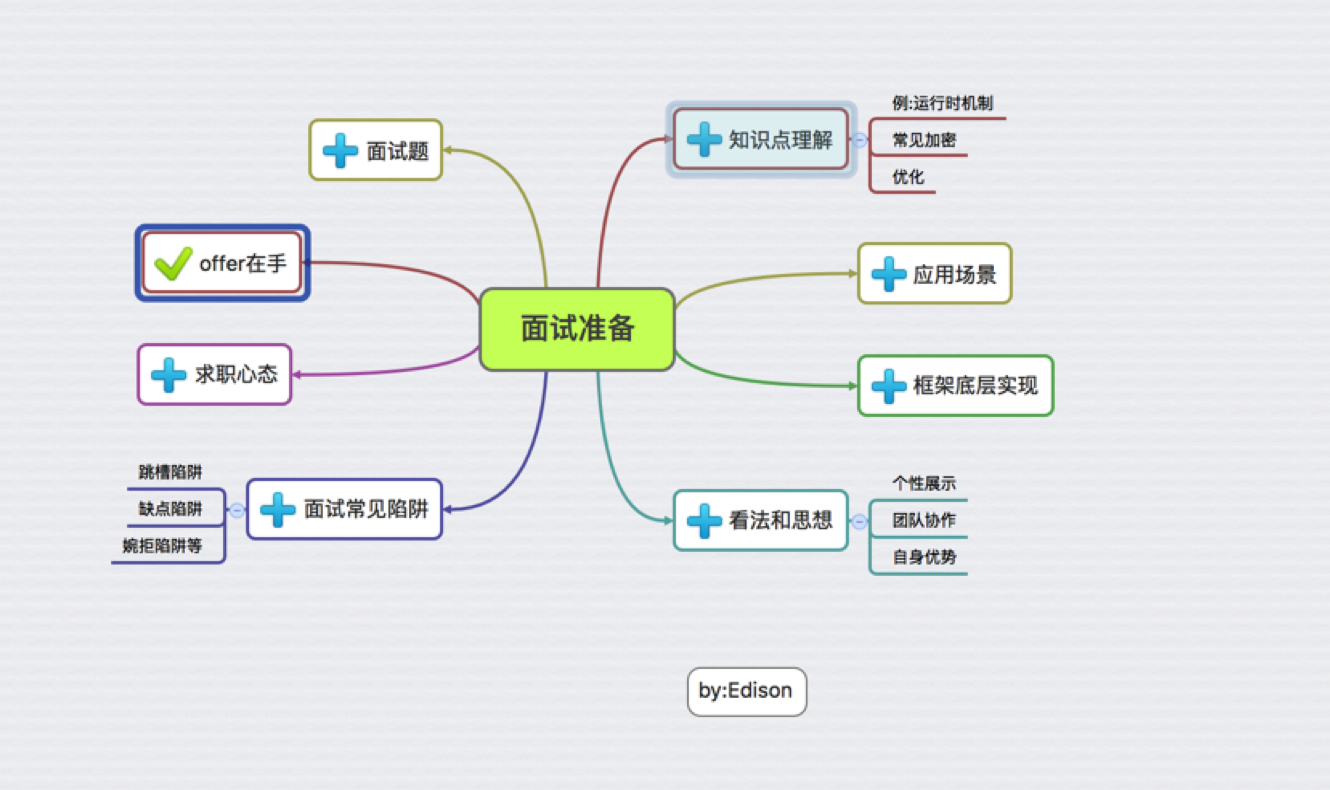 面试准备
知识点理解
例:运行时机制
常见加密
优化
应用场景
框架底层实现
看法和思想
个性展示
团队协作
自身优势
面试常见陷阱
跳槽陷阱
缺点陷阱
婉拒陷阱等
求职心态
offer在手
面试题
by:Edison